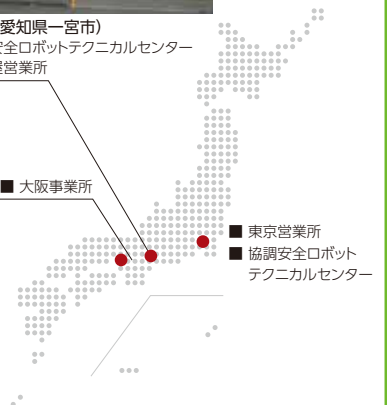 愛知県一宮市)
全ロボットテクニカルセンター
営業所
■ 大阪事業所
■ 東京営業所
■ 協調安全ロボット
テクニカルセンター